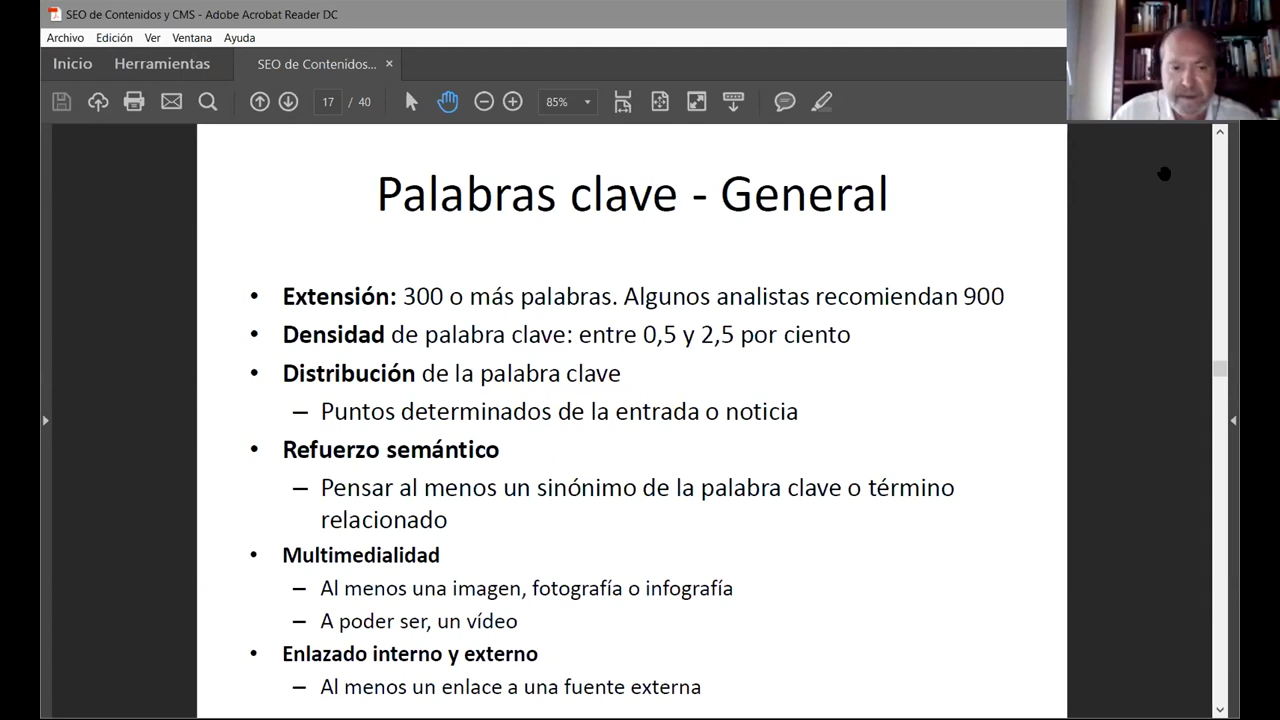 SEO de Contenidos y CMS - Adobe Acrobat Reader DC
Archivo Edición Ver Ventana Ayuda
Inicio Herramientas SEO de Contenidos... ×
17 / 40 85%
Palabras clave - General
• Extensión: 300 o más palabras. Algunos analistas recomiendan 900
• Densidad de palabra clave: entre 0,5 y 2,5 por ciento
• Distribución de la palabra clave
– Puntos determinados de la entrada o noticia
• Refuerzo semántico
– Pensar al menos un sinónimo de la palabra clave o término
relacionado
• Multimedialidad
– Al menos una imagen, fotografía o infografía
– A poder ser, un vídeo
• Enlazado interno y externo
– Al menos un enlace a una fuente externa